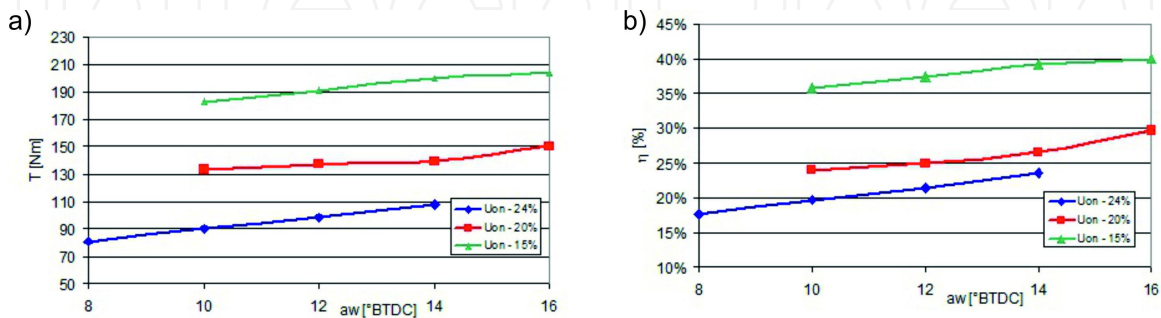 a)
230
210
190
170
150
130
110
90
70
50
T [Nm]
8 10 12 14 16
aw [°BTDC]
Uon - 24%
Uon - 20%
Uon - 15%
b)
45%
40%
35%
30%
25%
20%
15%
10%
η [%]
8 10 12 14 16
aw [°BTDC]
Uon - 24%
Uon - 20%
Uon - 15%